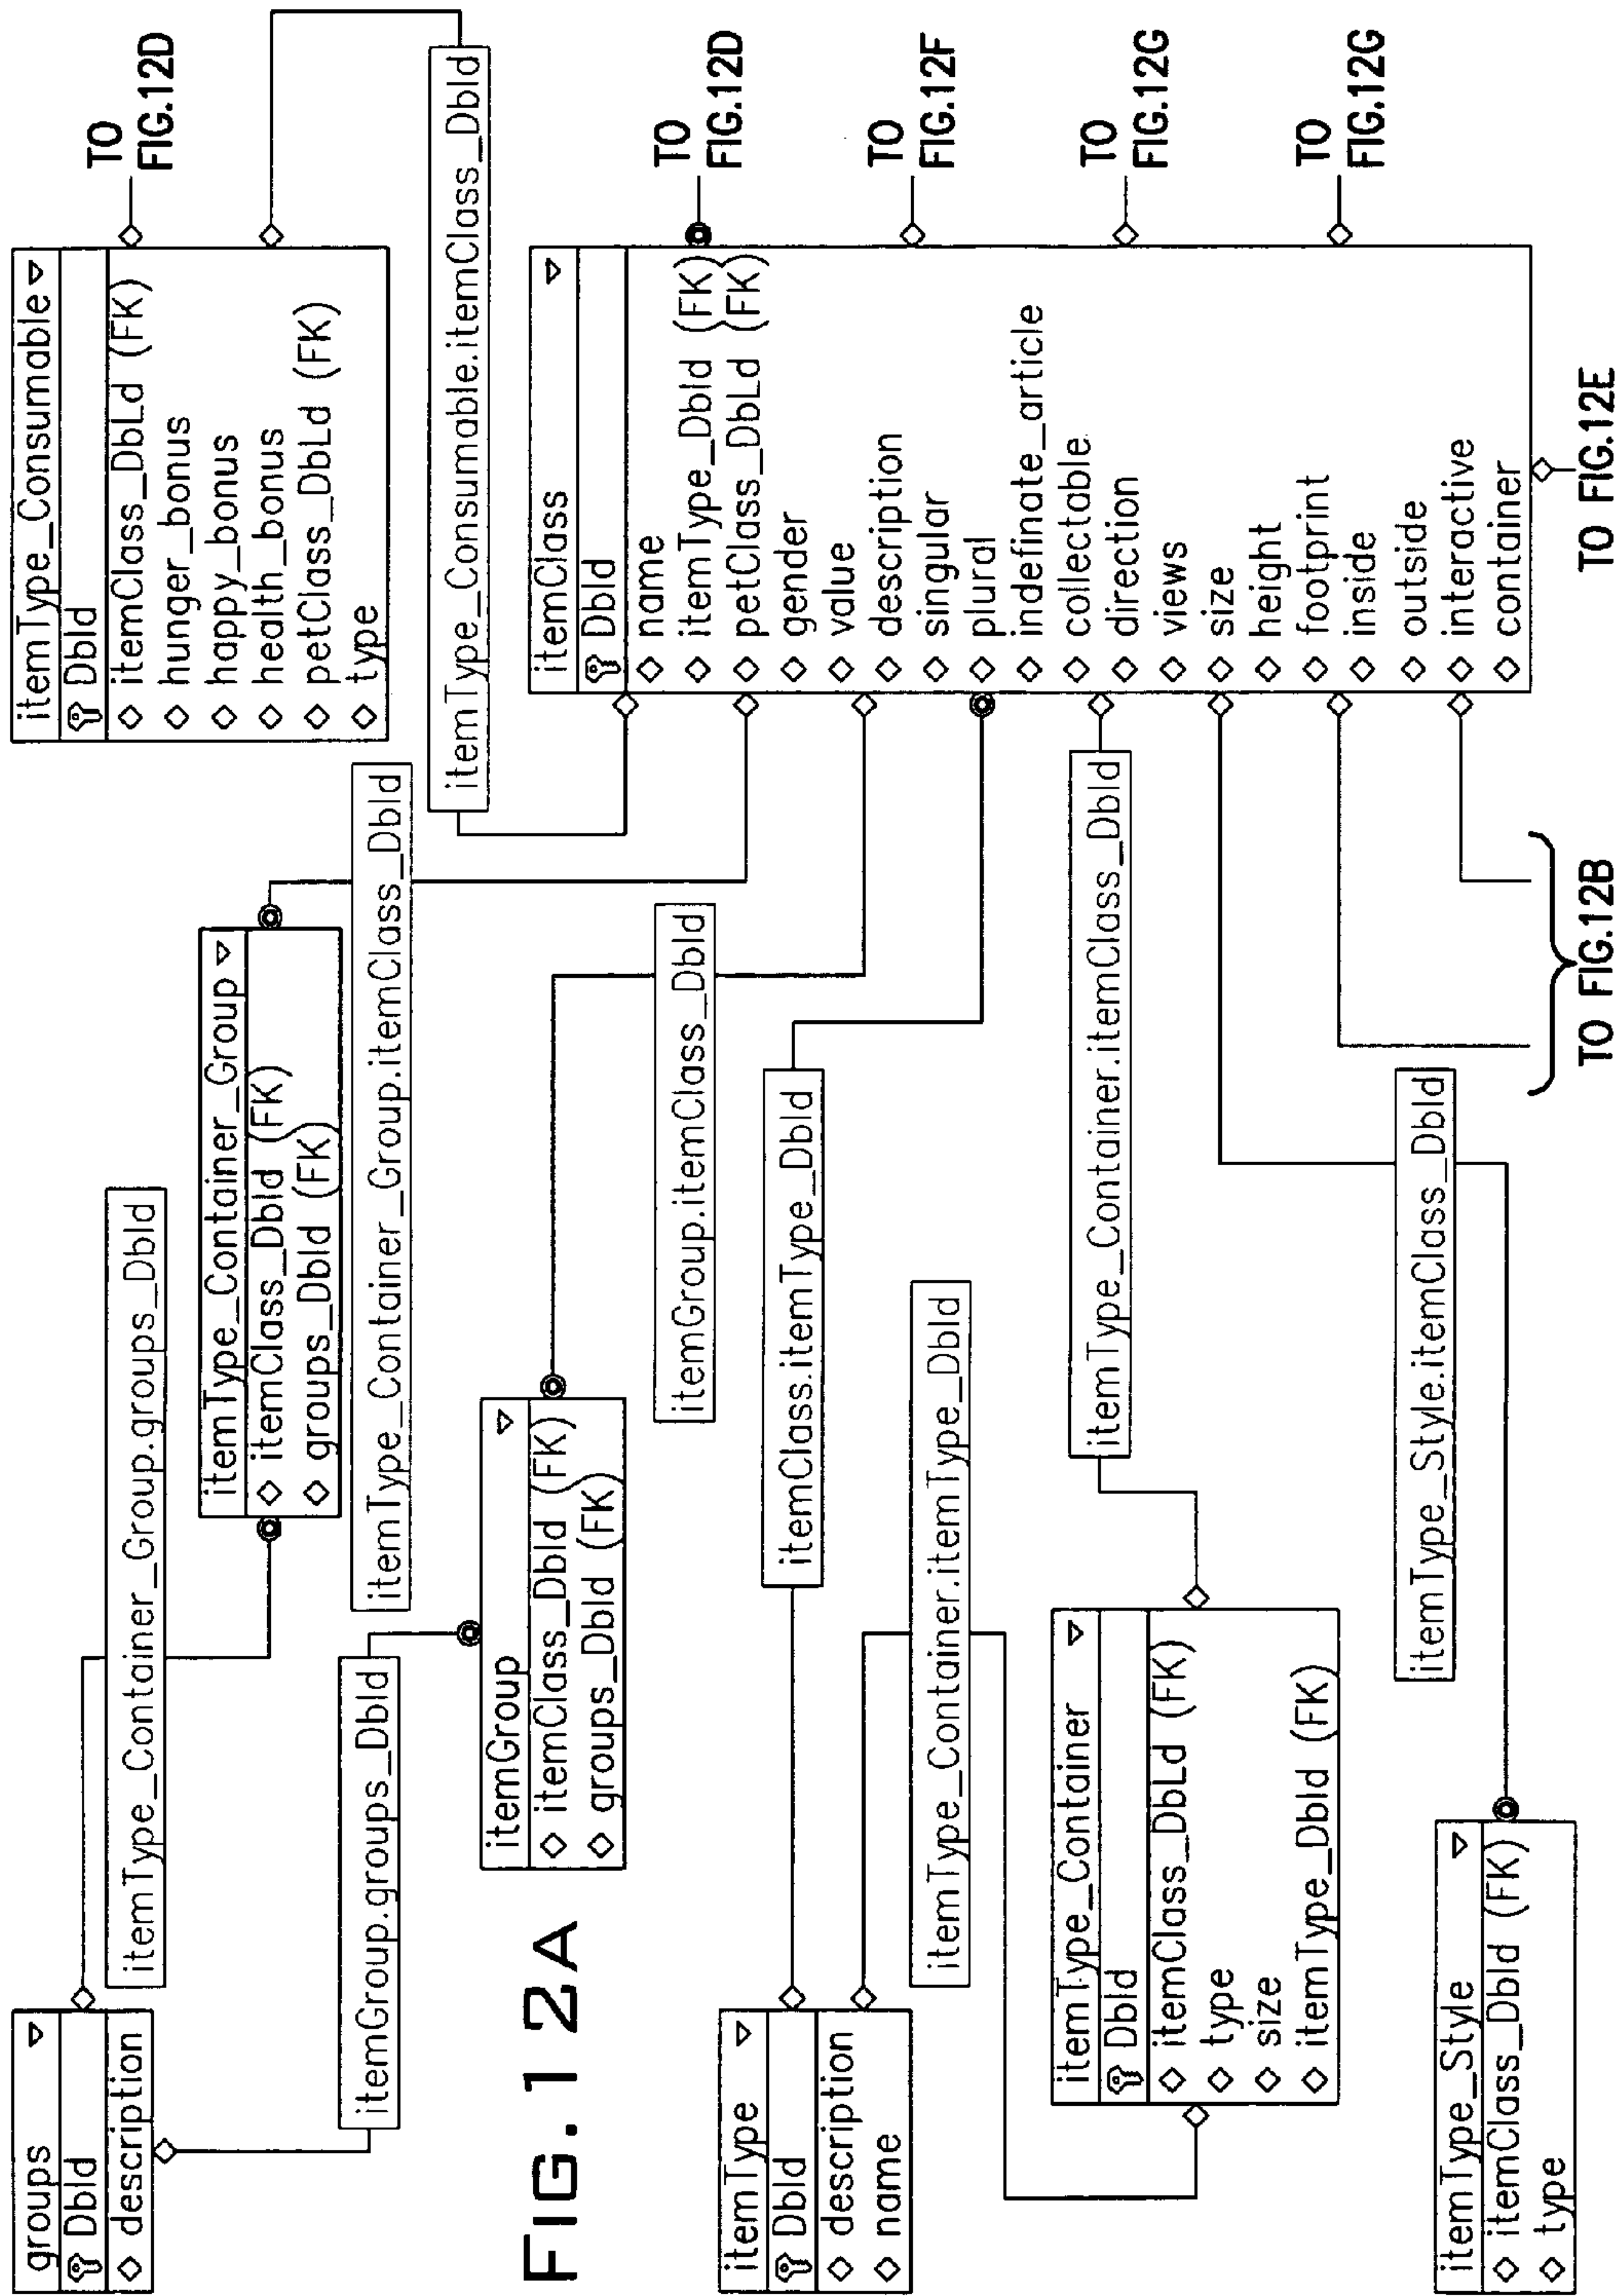 groups
DbId
description
itemType_Container_Group.groups_DbId
itemGroup.groups_DbId
itemType_Container_Group
itemClass_DbId (FK)
groups_DbId (FK)
itemType_Container_Group.itemClass_DbId
itemType_Consumable
DbId
itemClass_DbLd (FK)
hunger_bonus
happy_bonus
health_bonus
petClass_DbLd (FK)
type
TO
FIG.12D
itemType_Consumable.itemClass_DbId
FIG. 12A
itemGroup
itemClass_DbId (FK)
groups_DbId (FK)
itemGroup.itemClass_DbId
itemClass.itemType_DbId
itemType
DbId
description
name
itemType_Container.itemType_DbId
itemType_Container
DbId
itemClass_DbLd (FK)
type
size
itemType_DbId (FK)
itemType_Container.itemClass_DbId
itemType_Style
itemClass_DbId (FK)
type
itemType_Style.itemClass_DbId
itemClass
DbId
name
itemType_DbId (FK)
petClass_DbLd (FK)
gender
value
description
singular
plural
indefinate_article
collectable
direction
views
size
height
footprint
inside
outside
interactive
container
TO
FIG.12D
TO
FIG.12F
TO
FIG.12G
TO
FIG.12G
TO FIG.12B
TO FIG.12E